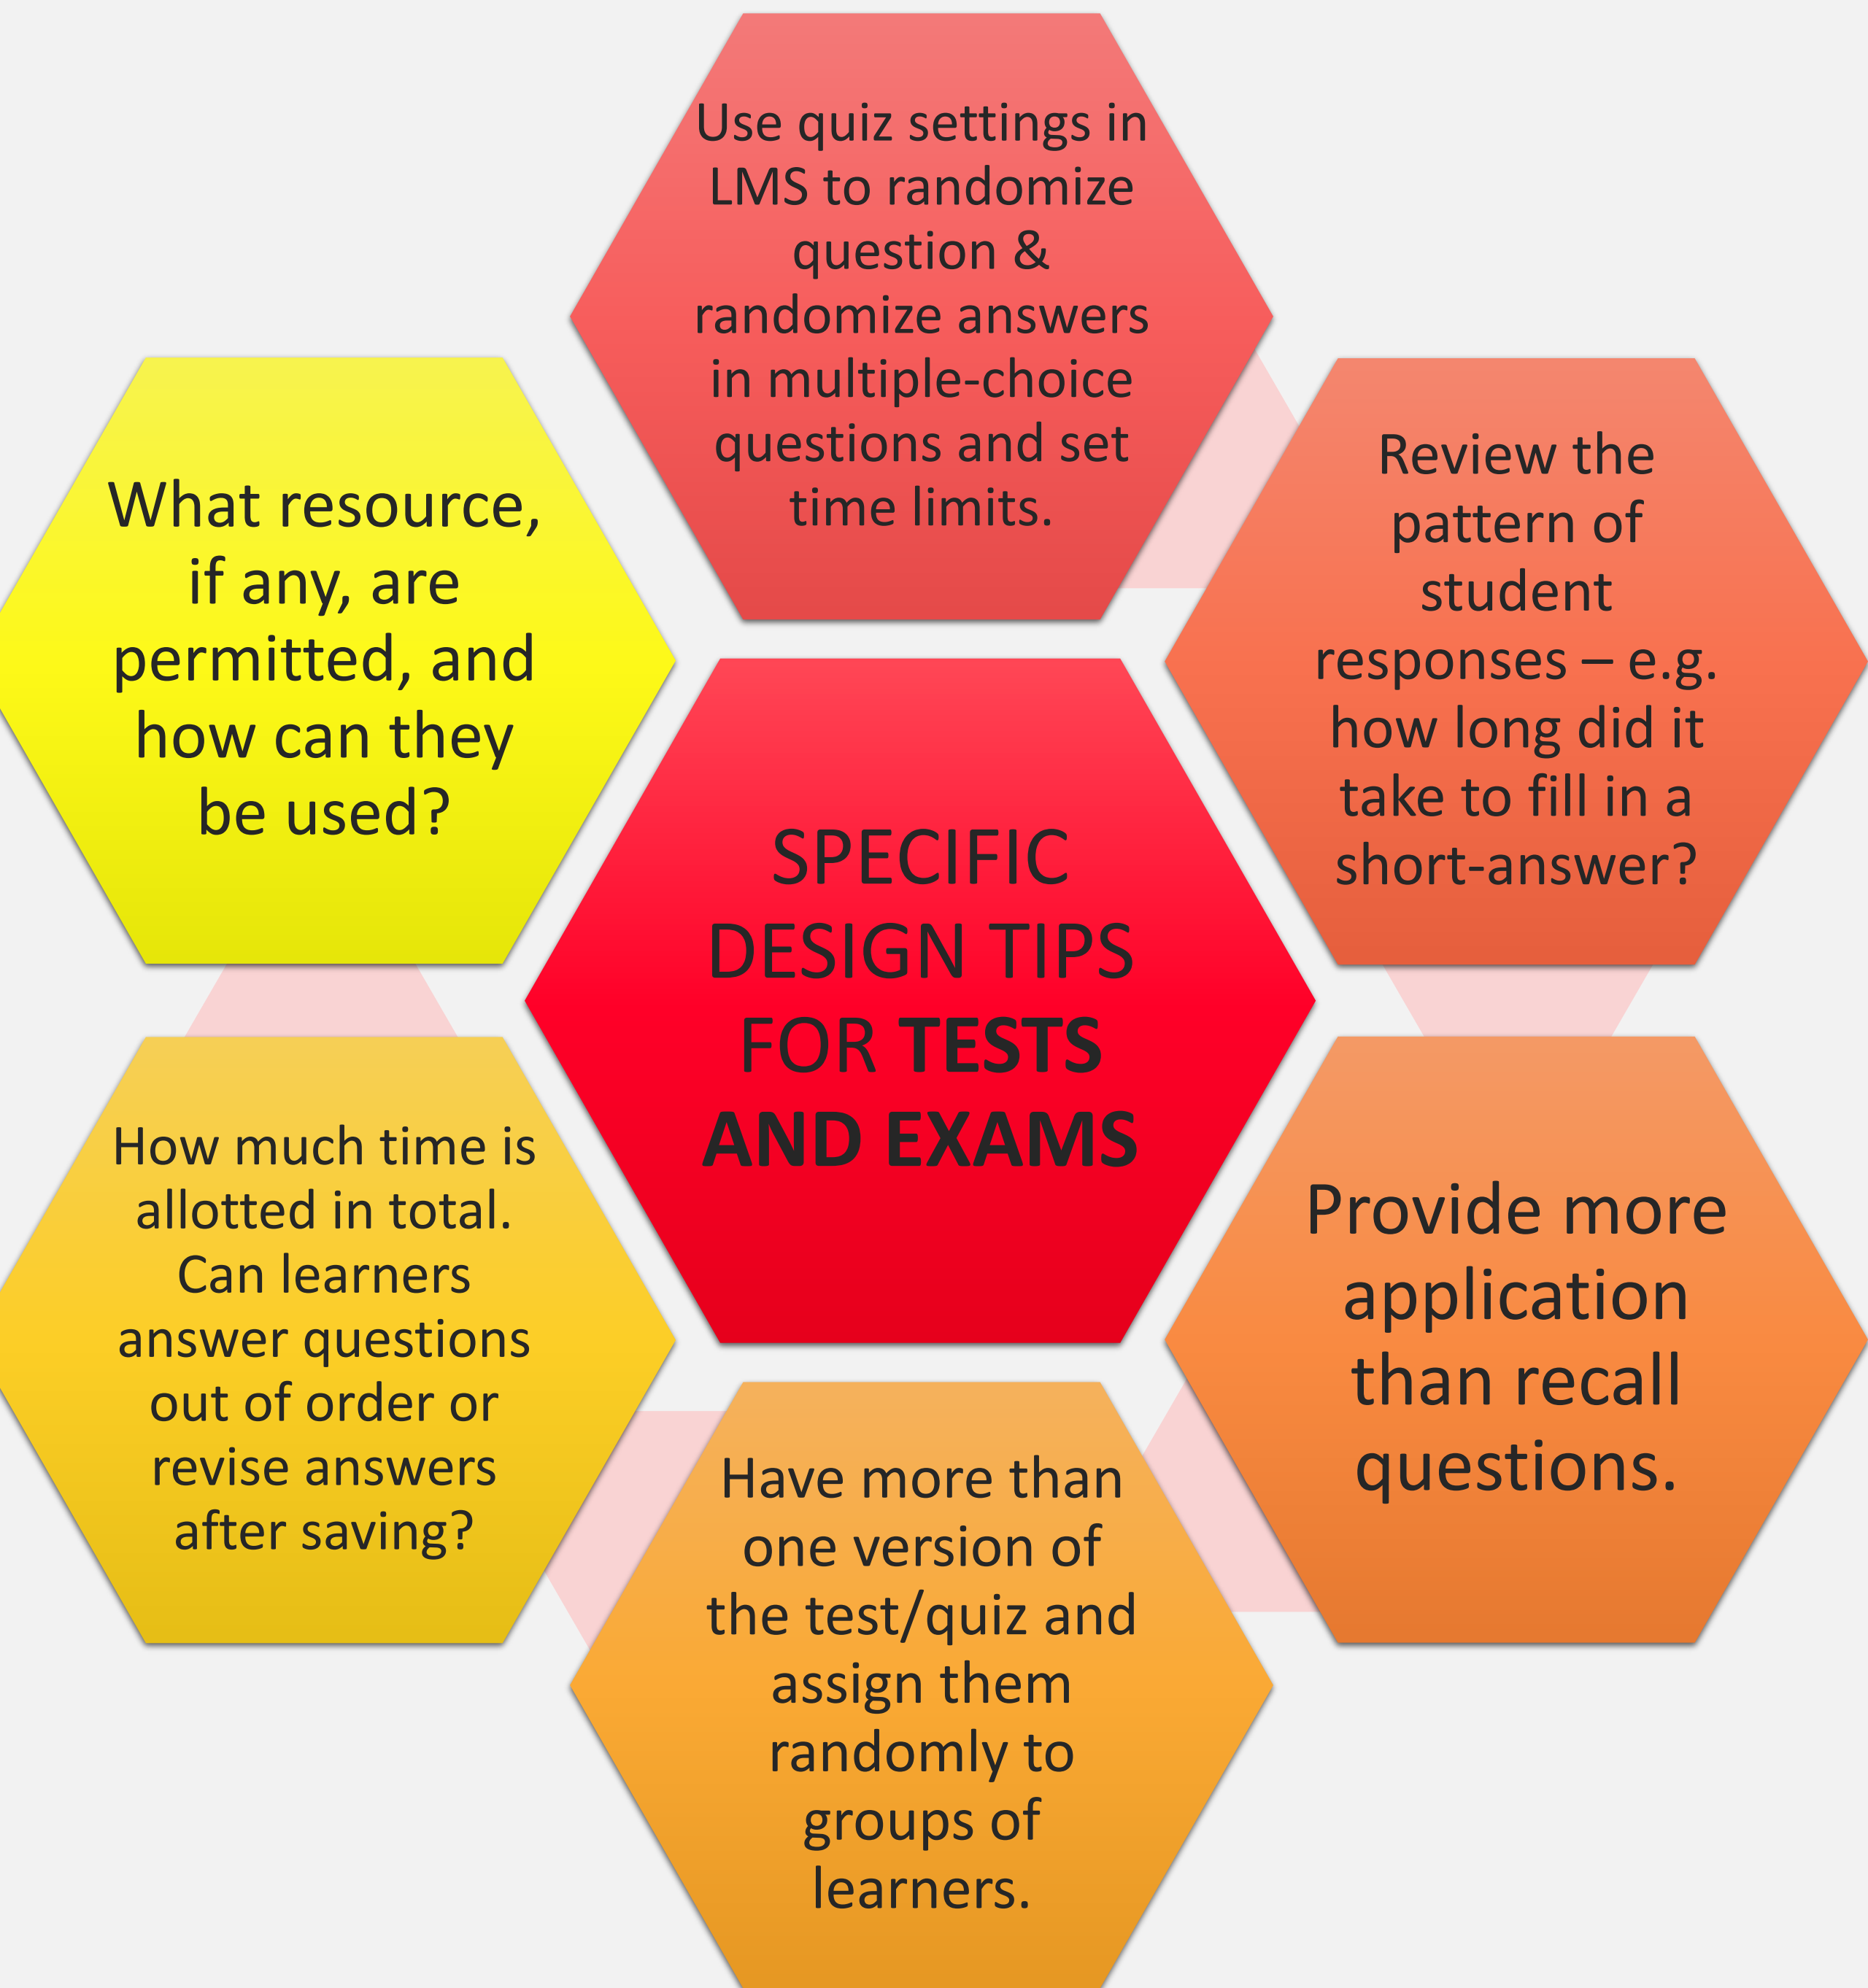 Use quiz settings in
LMS to randomize
question &
randomize answers
in multiple-choice
questions and set
time limits.
Review the
pattern of
student
responses – e.g.
how long did it
take to fill in a
short-answer?
Provide more
application
than recall
questions.
Have more than
one version of
the test/quiz and
assign them
randomly to
groups of
learners.
How much time is
allotted in total.
Can learners
answer questions
out of order or
revise answers
after saving?
What resource,
if any, are
permitted, and
how can they
be used?
SPECIFIC
DESIGN TIPS
FOR TESTS
AND EXAMS